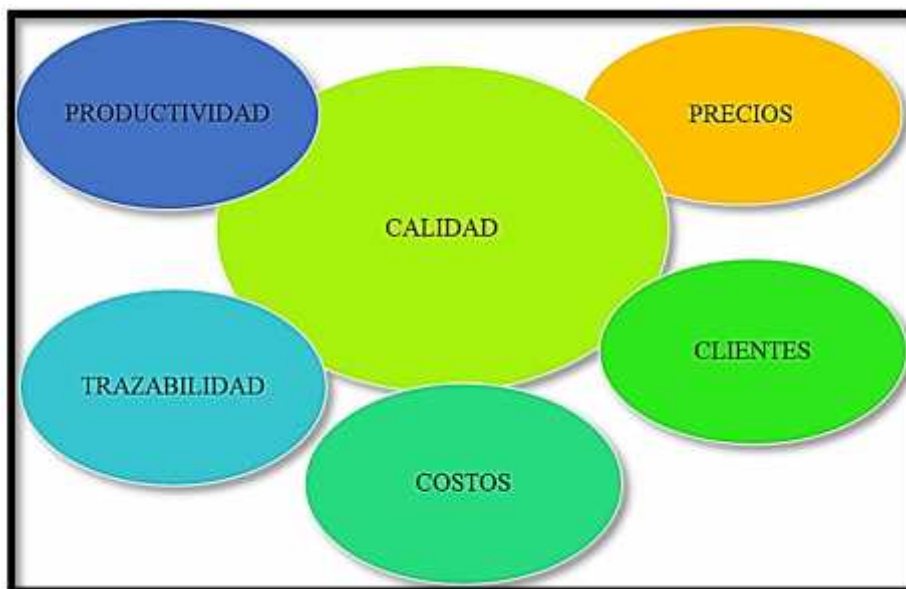 PRODUCTIVIDAD
PRECIOS
CALIDAD
CLIENTES
TRAZABILIDAD
COSTOS